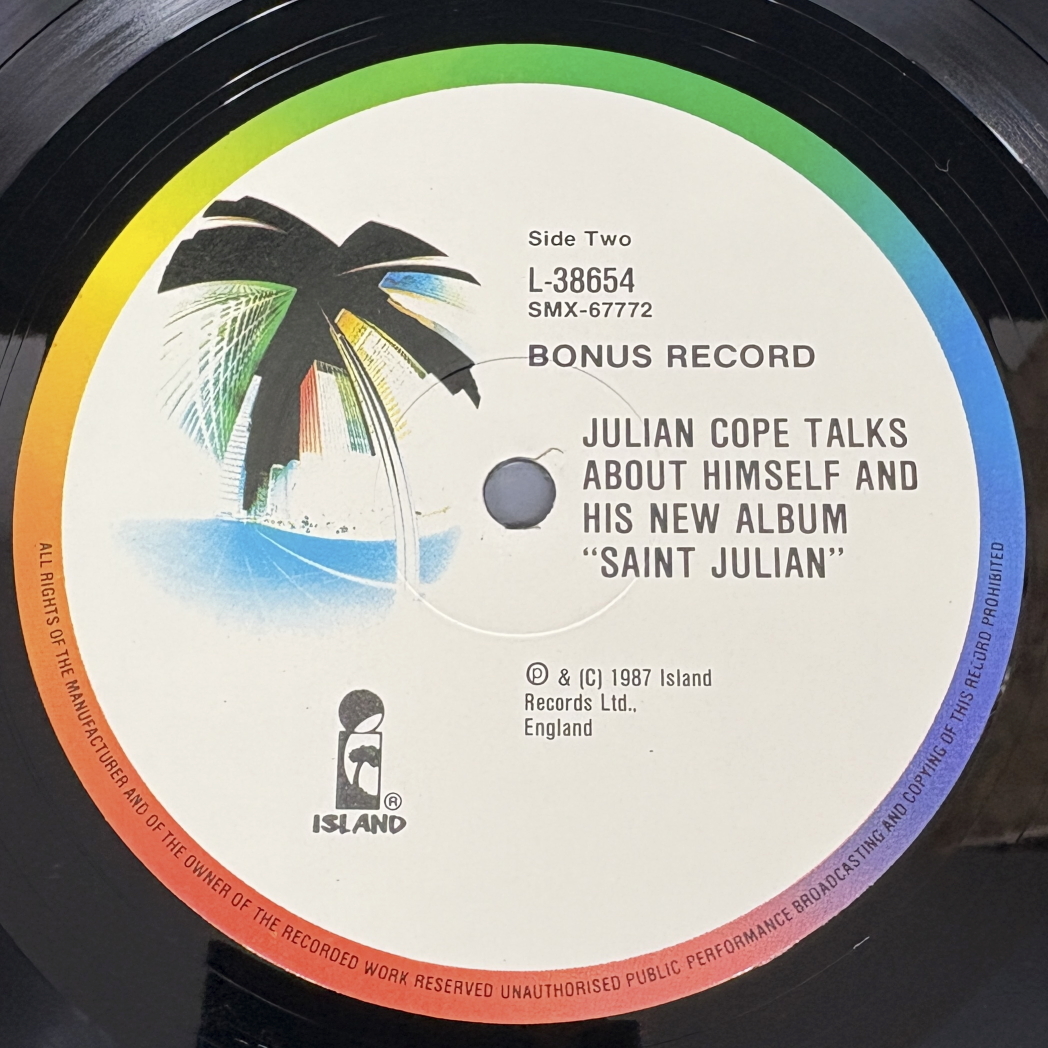 Side Two
L-38654
SMX-67772
BONUS RECORD
JULIAN COPE TALKS
ABOUT HIMSELF AND
HIS NEW ALBUM
“SAINT JULIAN”
Ⓟ & (C) 1987 Island
Records Ltd.,
England
®
ISLAND
ALL RIGHTS OF THE MANUFACTURER AND OF THE OWNER OF THE RECORDED WORK RESERVED UNAUTHORISED PUBLIC PERFORMANCE BROADCASTING AND COPYING OF THIS RECORD PROHIBITED